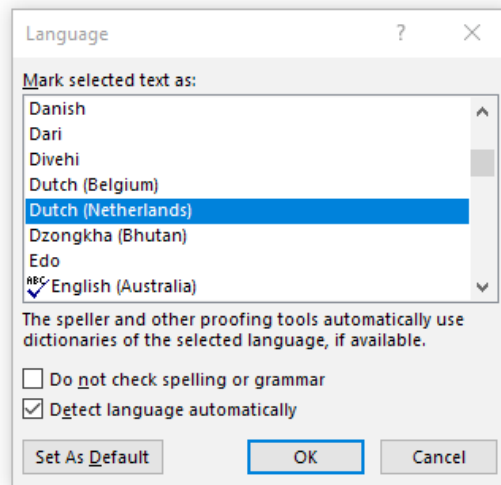 Language
?
Mark selected text as:
Danish
Dari
Divehi
Dutch (Belgium)
Dutch (Netherlands)
Dzongkha (Bhutan)
Edo
ABC English (Australia)
The speller and other proofing tools automatically use
dictionaries of the selected language, if available.
Do not check spelling or grammar
Detect language automatically
Set As Default OK Cancel